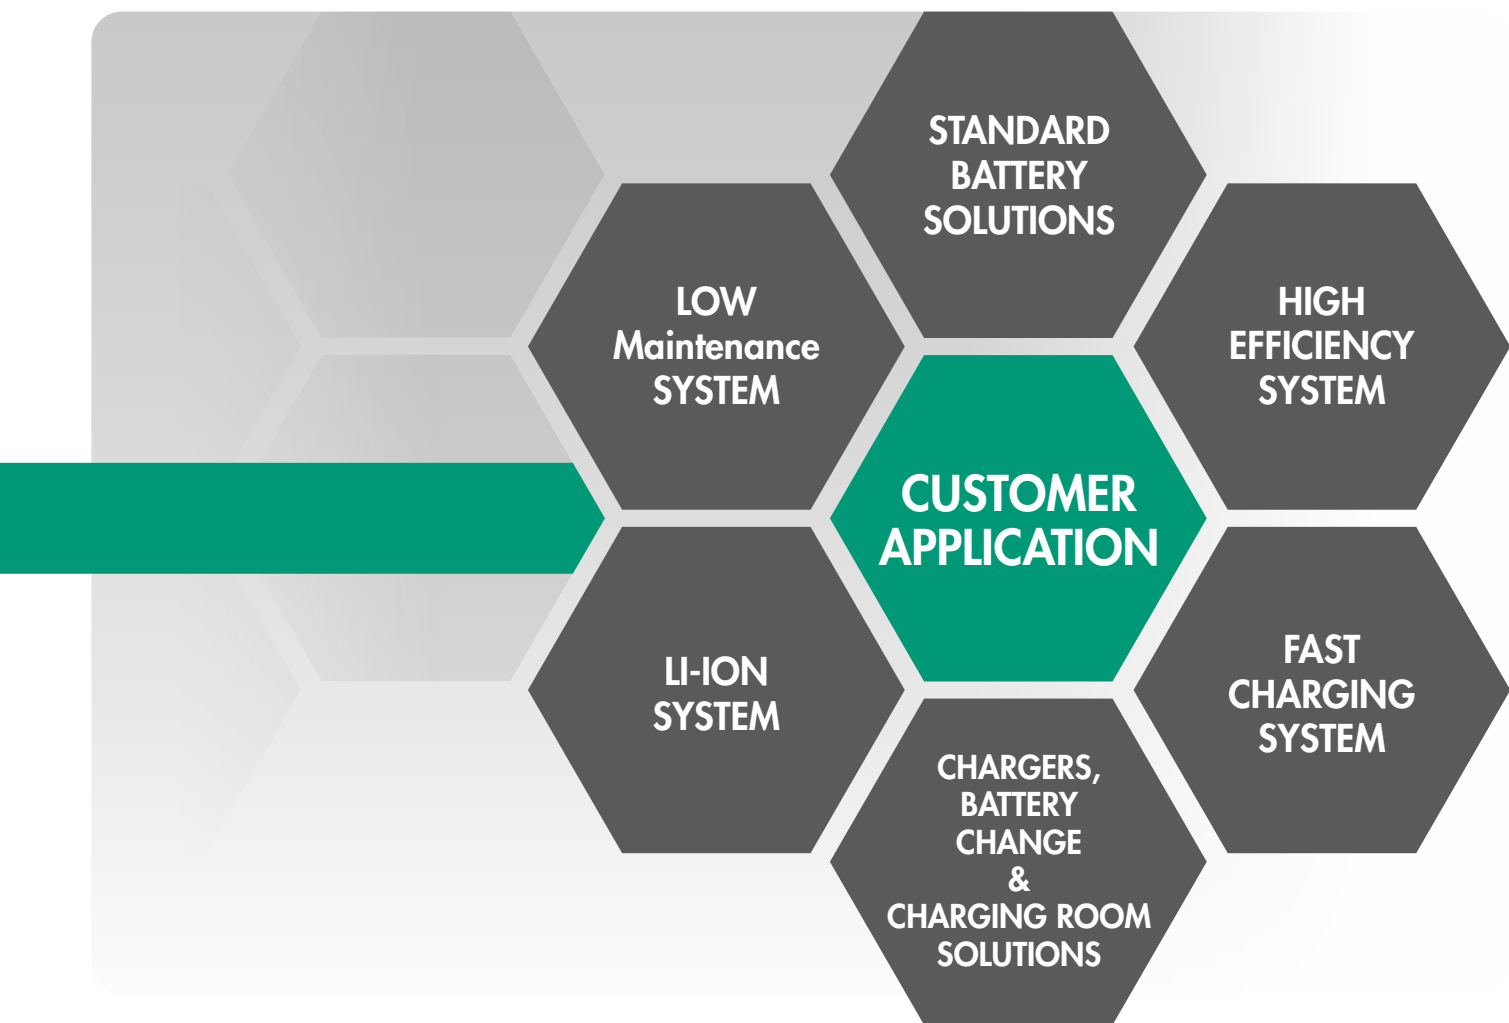 STANDARD
BATTERY
SOLUTIONS
LOW
Maintenance
SYSTEM
HIGH
EFFICIENCY
SYSTEM
CUSTOMER
APPLICATION
LI-ION
SYSTEM
FAST
CHARGING
SYSTEM
CHARGERS,
BATTERY
CHANGE
&
CHARGING ROOM
SOLUTIONS